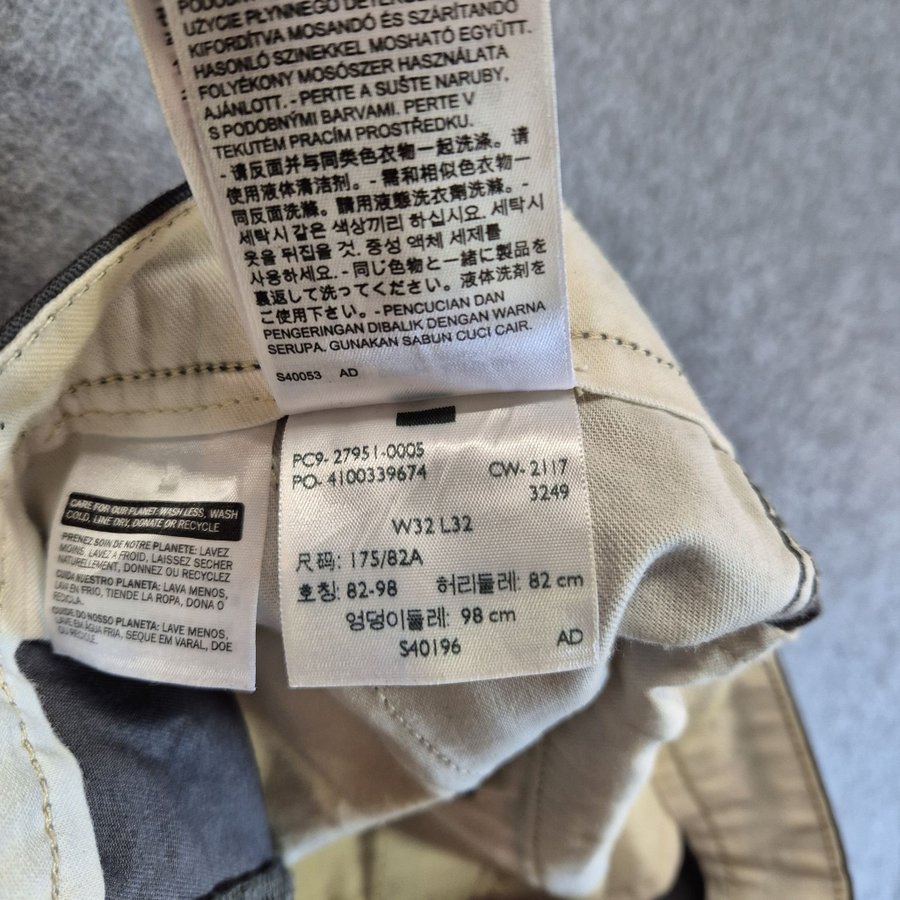 UŻYCIE PŁYNNEGO
KIFORDÍTVA MOSANDÓ ÉS SZÁRÍTANDÓ
HASONLÓ SZINEKKEL MOSHATÓ EGYÜTT.
FOLYÉKONY MOSÓSZER HASZNÁLATA
AJÁNLOTT. - PERTE A SUŠTE NARUBY,
S PODOBNÝMI BARVAMI. PERTE V
TEKUTÉM PRACÍM PROSTŘEDKU.
- 请反面并与同类色衣物一起洗涤。请
使用液体清洁剂。- 需和相似色衣物一
同反面洗滌。請用液態洗衣劑洗滌。-
세탁시 같은 색상끼리 하십시요. 세탁시
옷을 뒤집을 것. 중성 액체 세제를
사용하세요. - 同じ色物と一緒に製品を
裏返して洗ってください。液体洗剤を
ご使用下さい。- PENCUCIAN DAN
PENGERINGAN DIBALIK DENGAN WARNA
SERUPA. GUNAKAN SABUN CUCI CAIR.
S40053 AD
PC9- 27951-0005
PO- 4100339674
CW- 2117
3249
W32 L32
尺码: 175/82A
호칭: 82-98 허리둘레: 82 cm
엉덩이둘레: 98 cm
S40196 AD
CARE FOR OUR PLANET: WASH LESS, WASH
COLD, LINE DRY, DONATE OR RECYCLE
PRENEZ SOIN DE NOTRE PLANETE: LAVEZ
MOINS, LAVEZ A FROID, LAISSEZ SECHER
NATURELLEMENT, DONNEZ OU RECYCLEZ
CUIDA NUESTRO PLANETA: LAVA MENOS,
LAVA EN FRIO, TIENDE LA ROPA, DONA O
RECICLA.
CUIDE DO NOSSO PLANETA: LAVE MENOS,
LAVE EM ÁGUA FRIA, SEQUE EM VARAL, DOE
OU RECICLE